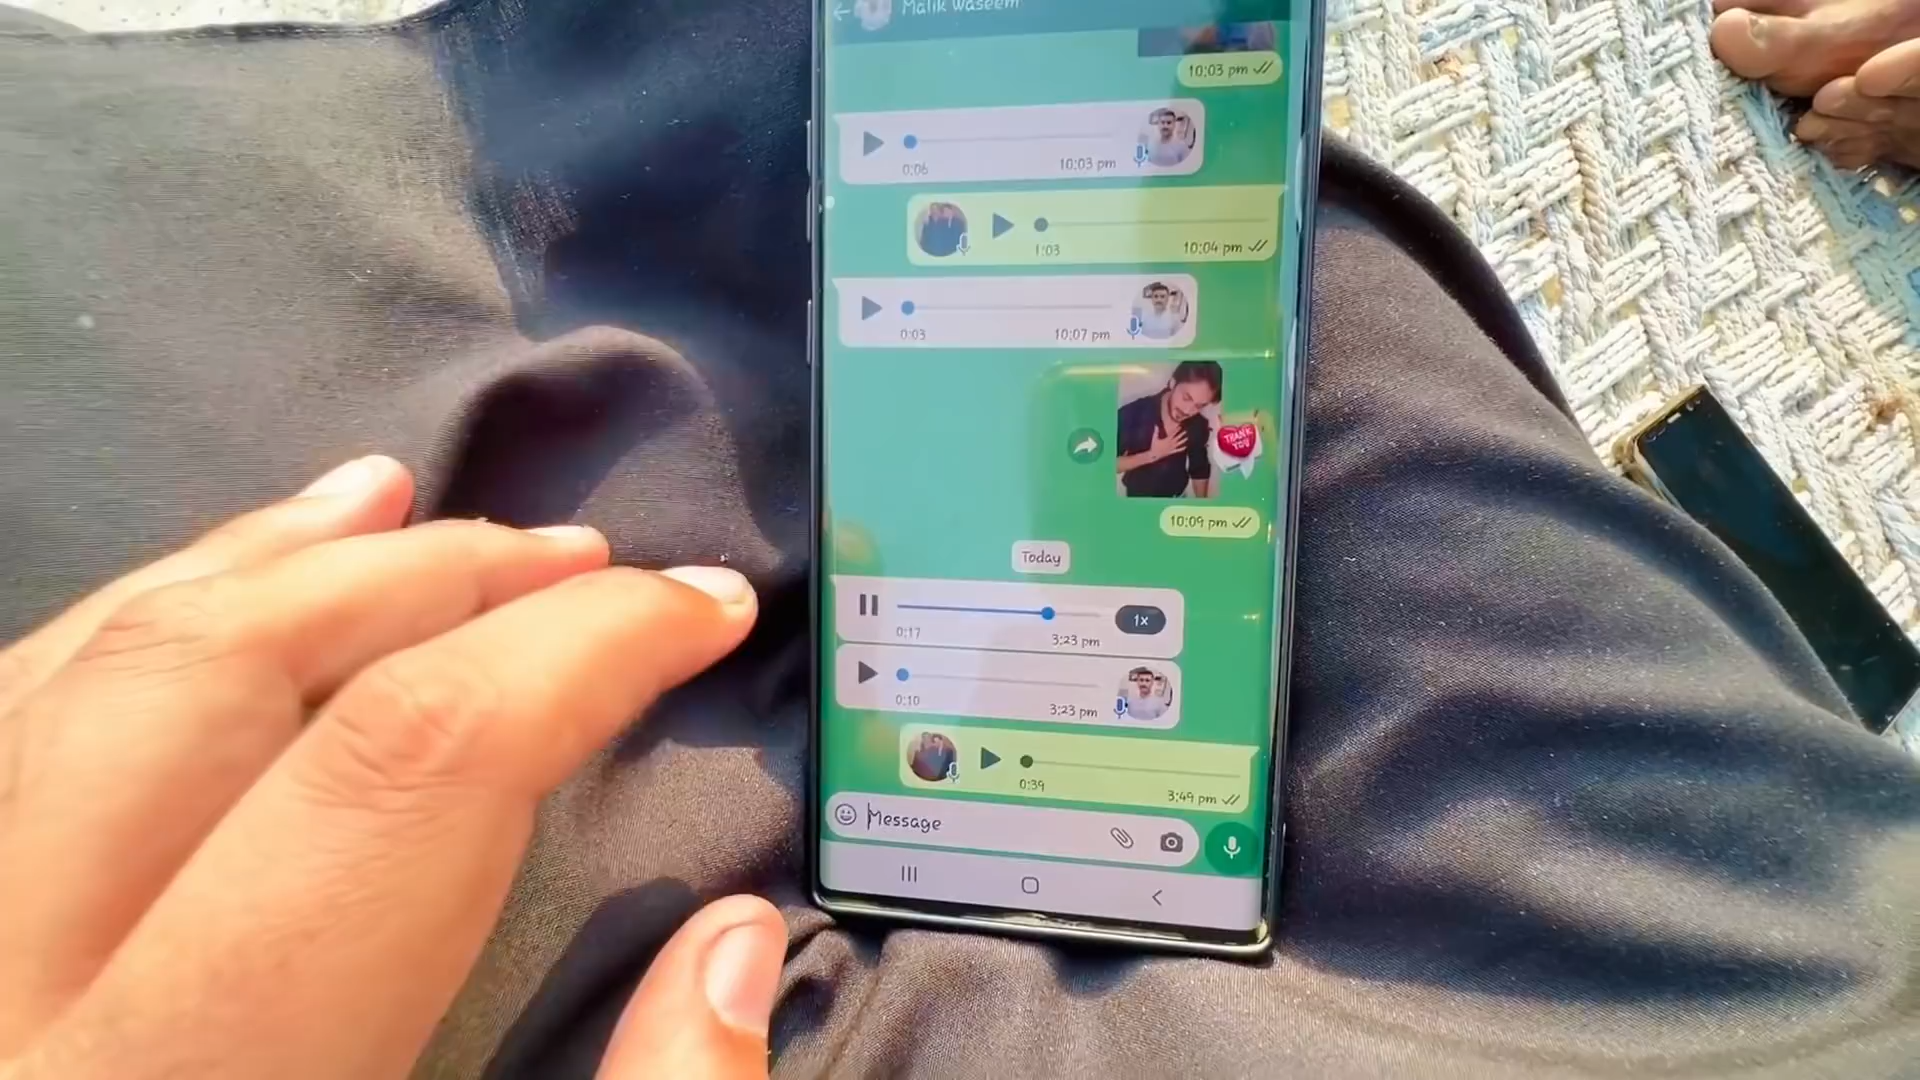 Malik Waseem
10:03 pm
0:06 10:03 pm
1:03 10:04 pm
0:03 10:07 pm
THANK
YOU
10:09 pm
Today
1x
0:17 3:23 pm
0:10 3:23 pm
0:39 3:49 pm
Message